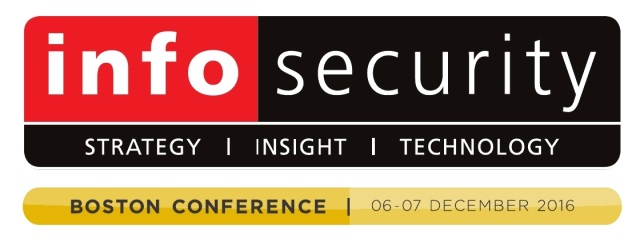 info security
STRATEGY | INSIGHT | TECHNOLOGY
BOSTON CONFERENCE | 06-07 DECEMBER 2016